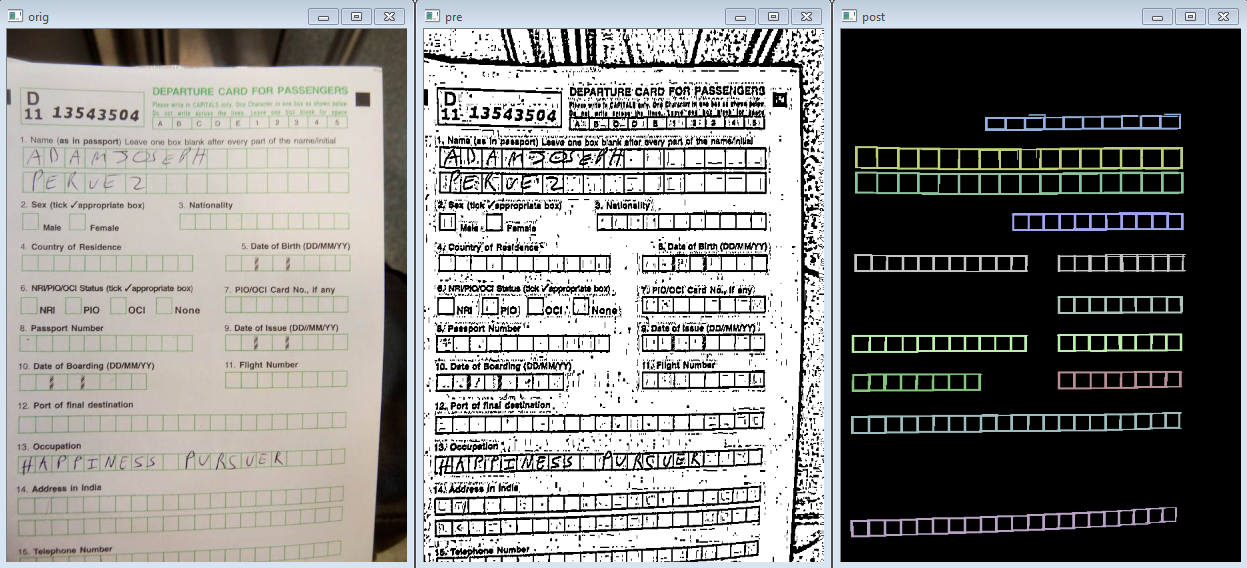 orig
D
11 13543504
DEPARTURE CARD FOR PASSENGERS
Please write in CAPITALS only. One Character in one box as shown below
Do not write across the lines. Leave one box blank for space
A B C D E 1 2 3 4 5
1. Name (as in passport) Leave one box blank after every part of the name/initial
ADAMJOSEPH
PERVEZ
2. Sex (tick ✓appropriate box)
Male Female
3. Nationality
4. Country of Residence
5. Date of Birth (DD/MM/YY)
6. NRI/PIO/OCI Status (tick ✓appropriate box)
NRI PIO OCI None
7. PIO/OCI Card No., if any
8. Passport Number
9. Date of Issue (DD/MM/YY)
10. Date of Boarding (DD/MM/YY)
11. Flight Number
12. Port of final destination
13. Occupation
HAPPINESS PURSUER
14. Address in India
15. Telephone Number
pre
D
11 13543504
DEPARTURE CARD FOR PASSENGERS
Please write in CAPITALS only. One Character in one box as shown below
Do not write across the lines. Leave one box blank for space
A B D B 1 2 3 4 5
1. Name (as in passport) Leave one box blank after every part of the name/initial
ADAMJOSEPH
PERVEZ
2. Sex (tick ✓appropriate box)
Male Female
3. Nationality
4. Country of Residence
5. Date of Birth (DD/MM/YY)
6. NRI/PIO/OCI Status (tick ✓appropriate box)
NRI PIO OCI None
7. PIO/OCI Card No., if any
8. Passport Number
9. Date of Issue (DD/MM/YY)
10. Date of Boarding (DD/MM/YY)
11. Flight Number
12. Port of final destination
13. Occupation
HAPPINESS PURSUER
14. Address in India
15. Telephone Number
post